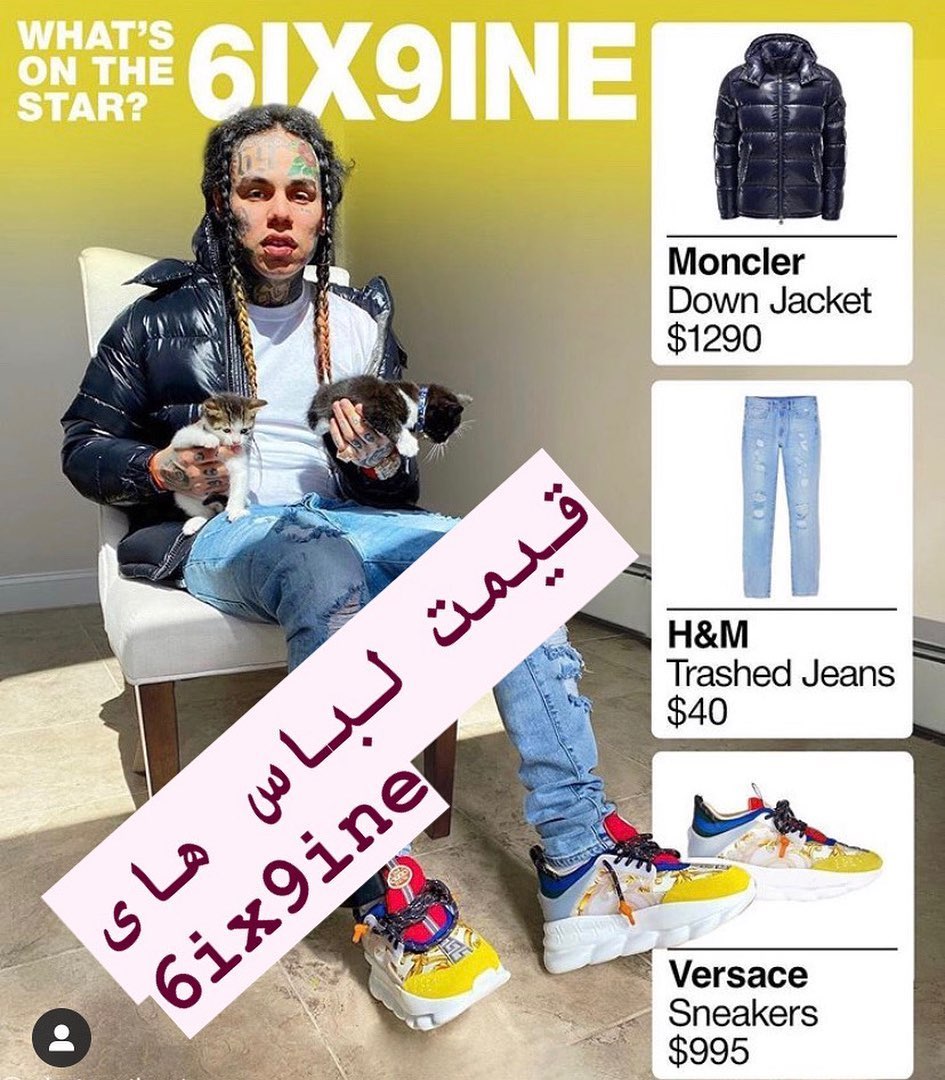 WHAT'S
ON THE
STAR?
6IX9INE
Moncler
Down Jacket
$1290
H&M
Trashed Jeans
$40
Versace
Sneakers
$995
قیمت لباس های
6ix9ine